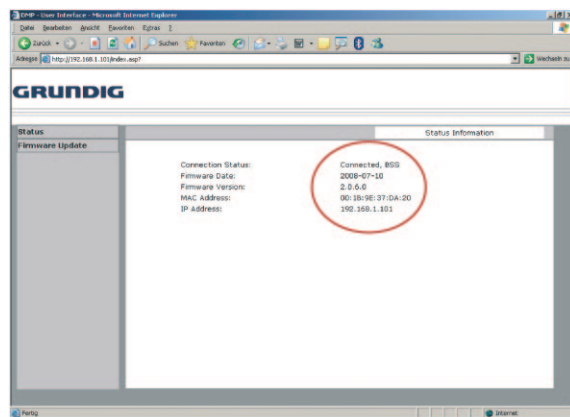 DMP - User Interface - Microsoft Internet Explorer
Datei Bearbeiten Ansicht Favoriten Extras ?
Zurück Suchen Favoriten
Adresse http://192.168.1.101/index.asp? Wechseln zu
GRUNDIG
Status Status Information
Firmware Update
Connection Status: Connected, BSS
Firmware Date: 2008-07-10
Firmware Version: 2.0.6.0
MAC Address: 00:1B:9E:37:DA:20
IP Address: 192.168.1.101
Fertig Internet